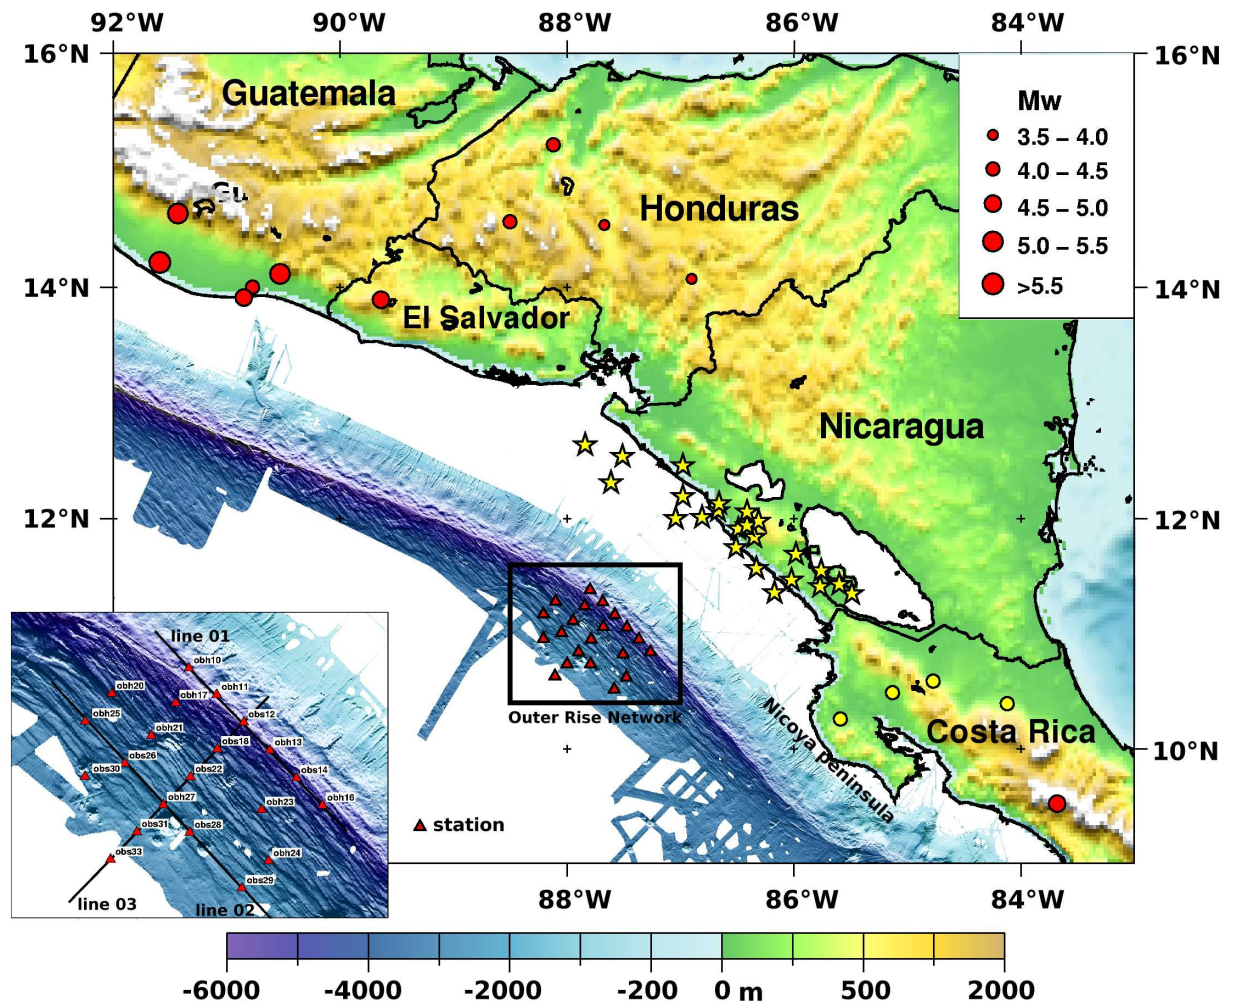 92°W 90°W 88°W 86°W 84°W
16°N 16°N
Guatemala
Mw
3.5 – 4.0
4.0 – 4.5
4.5 – 5.0
5.0 – 5.5
>5.5
Gu
Honduras
14°N 14°N
El Salvador
Nicaragua
12°N 12°N
line 01
obh10
obh20
obh11
obh17
obh25
obs12
obh21
obs18
obh13
obs26
obs30
obs22
obs14
obh27
obh23
obh16
obs31
obs28
obs33
obh24
obs29
line 03
line 02
Outer Rise Network
Nicoya peninsula
Costa Rica
10°N
station
88°W 86°W 84°W
-6000 -4000 -2000 -200 0 m 500 2000